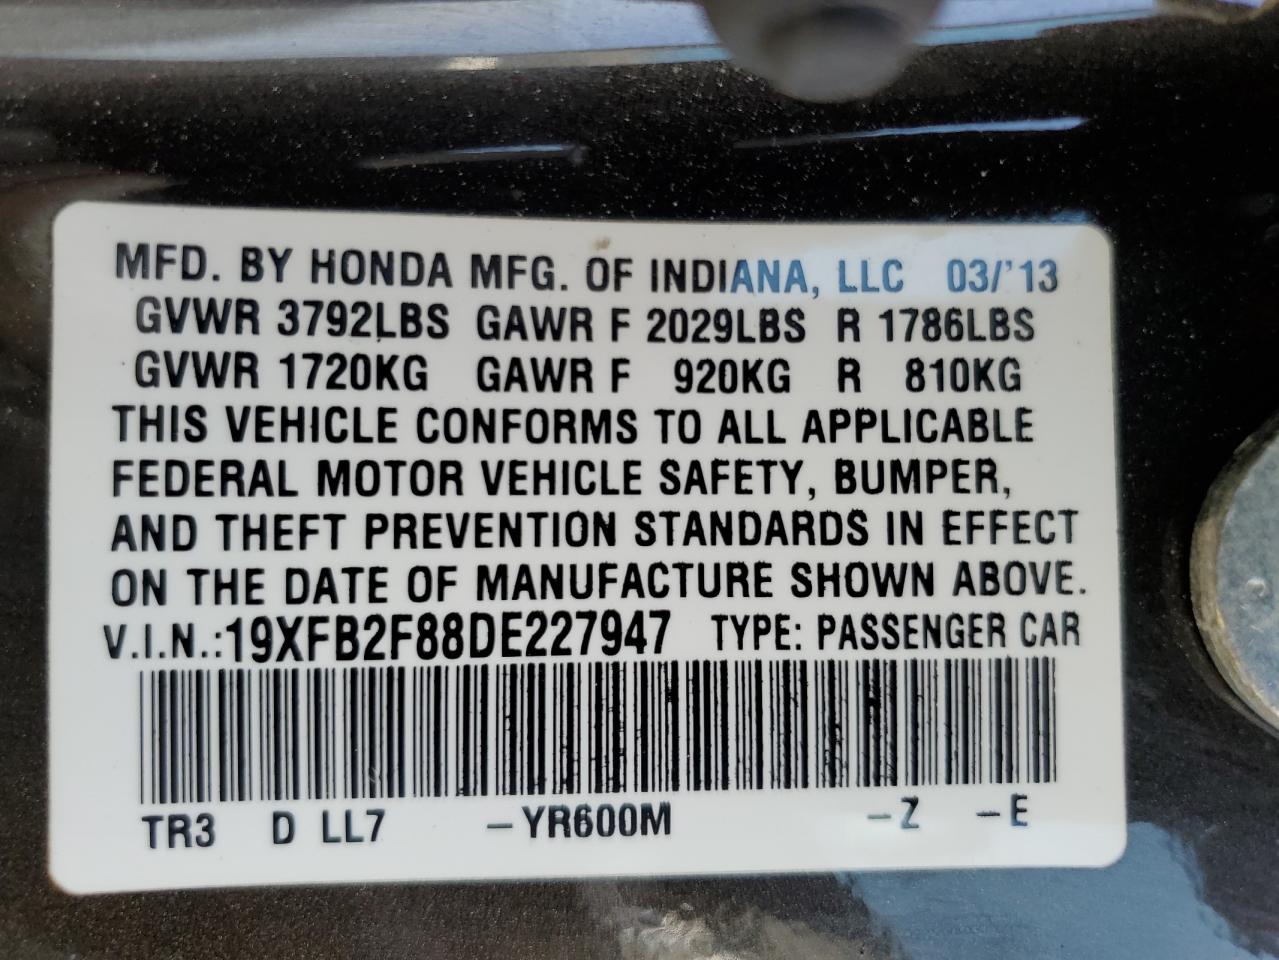 MFD. BY HONDA MFG. OF INDIANA, LLC 03/'13
GVWR 3792LBS GAWR F 2029LBS R 1786LBS
GVWR 1720KG GAWR F 920KG R 810KG
THIS VEHICLE CONFORMS TO ALL APPLICABLE
FEDERAL MOTOR VEHICLE SAFETY, BUMPER,
AND THEFT PREVENTION STANDARDS IN EFFECT
ON THE DATE OF MANUFACTURE SHOWN ABOVE.
V.I.N.:19XFB2F88DE227947 TYPE: PASSENGER CAR
TR3 D LL7 –YR600M –Z –E